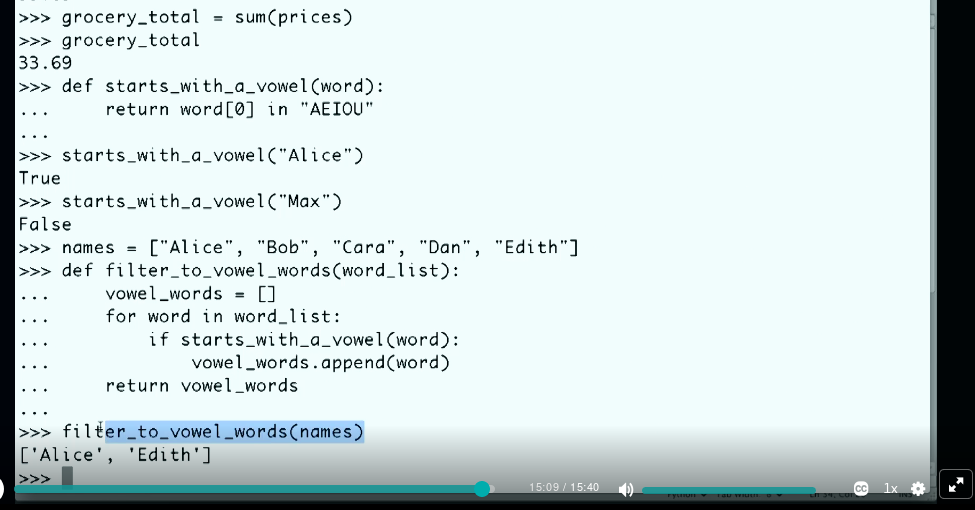 >>> grocery_total = sum(prices)
>>> grocery_total
33.69
>>> def starts_with_a_vowel(word):
...     return word[0] in "AEIOU"
...
>>> starts_with_a_vowel("Alice")
True
>>> starts_with_a_vowel("Max")
False
>>> names = ["Alice", "Bob", "Cara", "Dan", "Edith"]
>>> def filter_to_vowel_words(word_list):
...     vowel_words = []
...     for word in word_list:
...         if starts_with_a_vowel(word):
...             vowel_words.append(word)
...     return vowel_words
...
>>> filter_to_vowel_words(names)
['Alice', 'Edith']
>>>
15:09 / 15:40 CC 1x